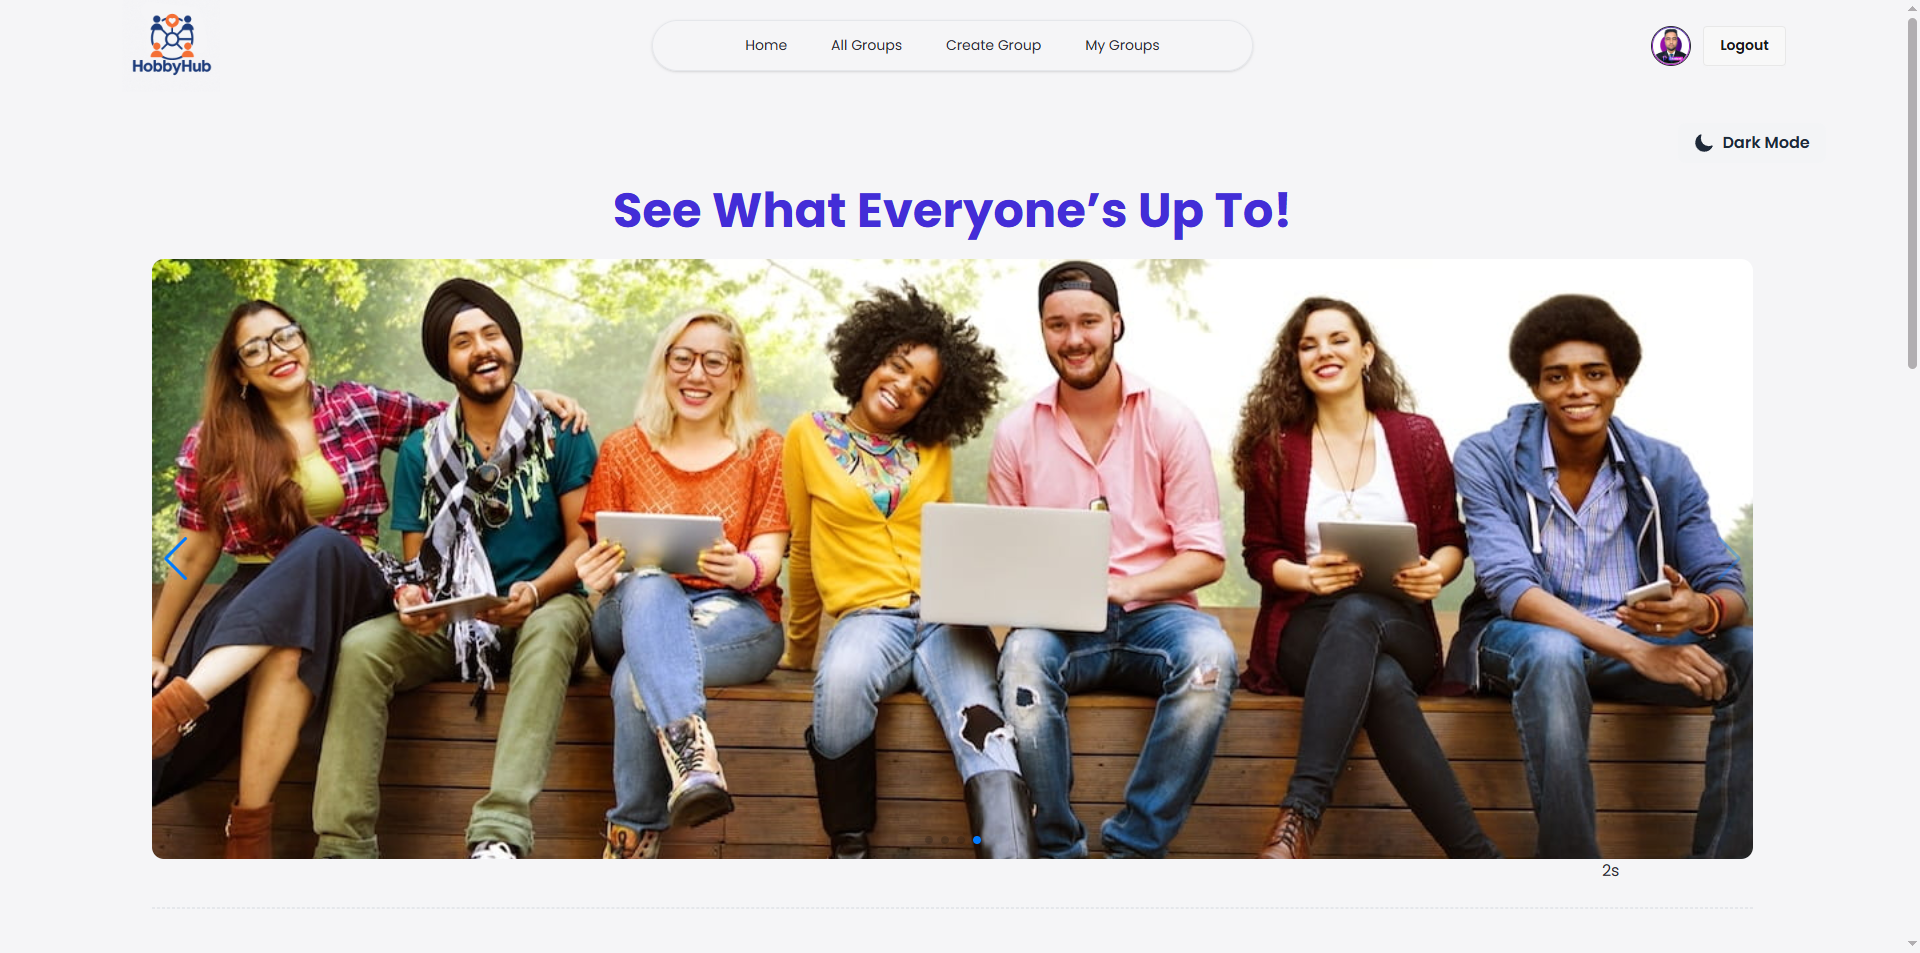 HobbyHub
Home
All Groups
Create Group
My Groups
Logout
Dark Mode
See What Everyone’s Up To!
2s